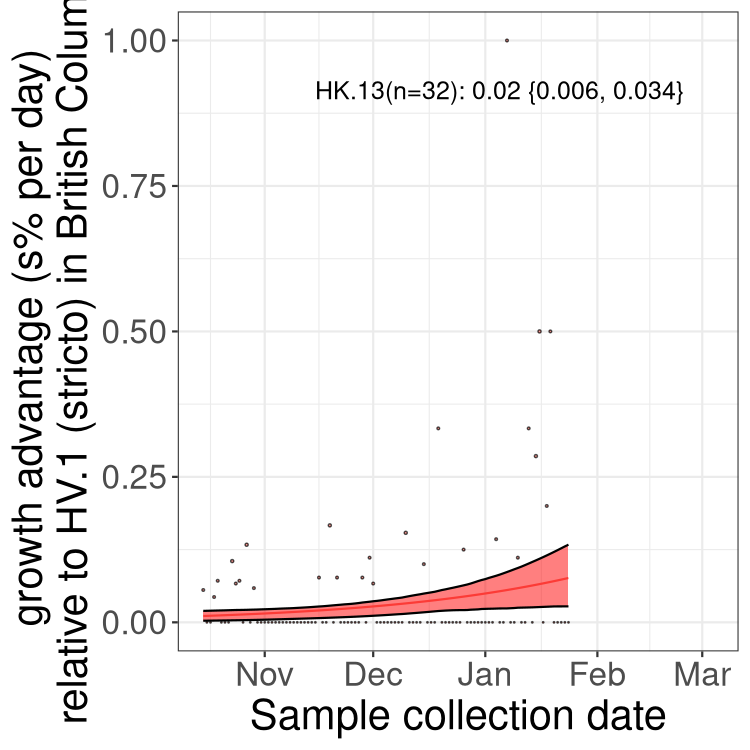 growth advantage (s% per day)
relative to HV.1 (stricto) in British Colum
1.00
0.75
0.50
0.25
0.00
HK.13(n=32): 0.02 {0.006, 0.034}
Nov Dec Jan Feb Mar
Sample collection date